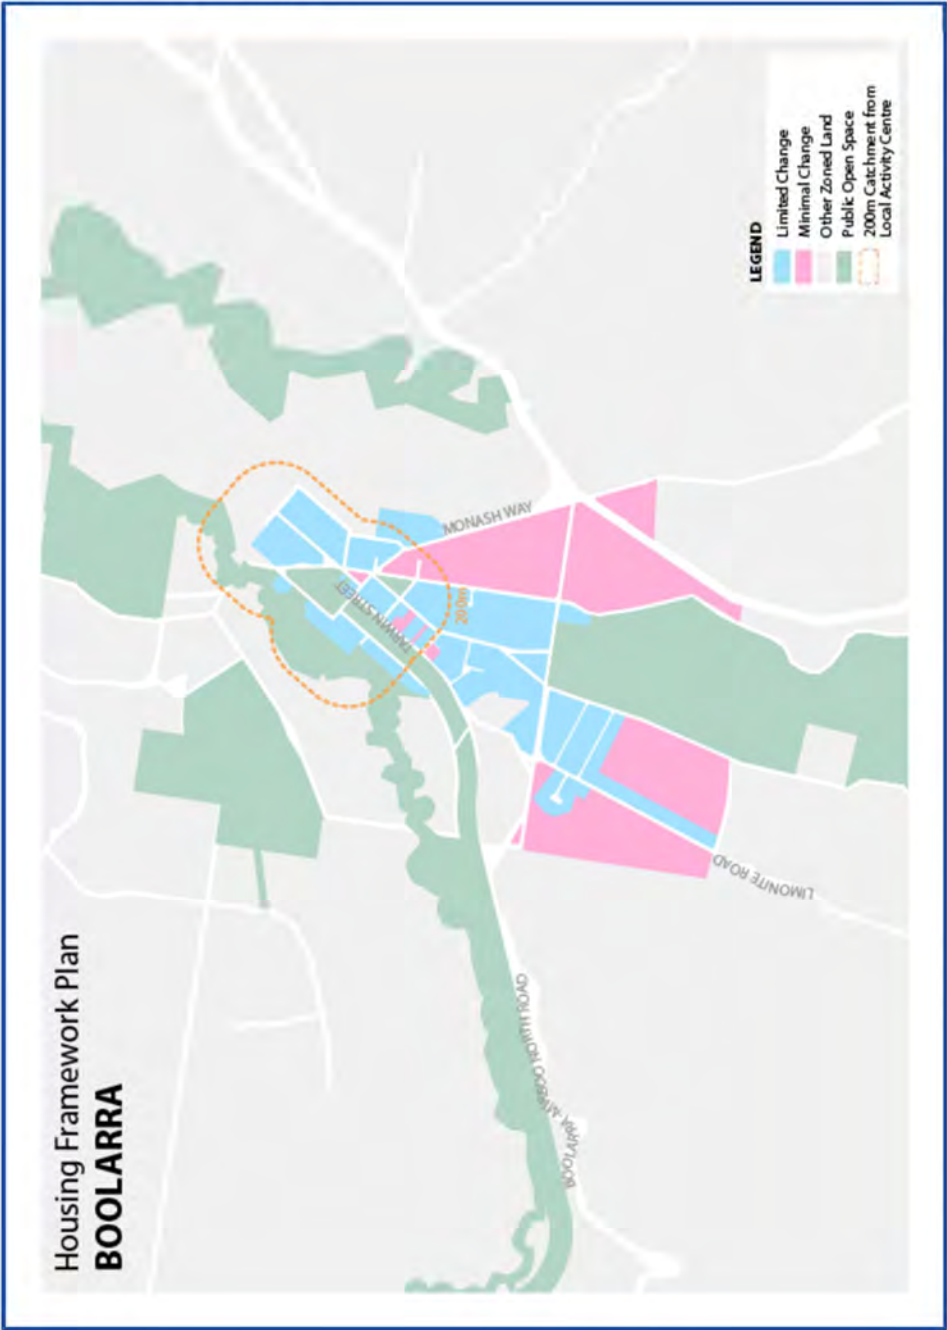 Housing Framework Plan
BOOLARRA
LEGEND
Limited Change
Minimal Change
Other Zoned Land
Public Open Space
200m Catchment from
Local Activity Centre
MONASH WAY
TARWIN STREET
200m
LIMONITE ROAD
BOOLARRA MIRBOO NORTH ROAD